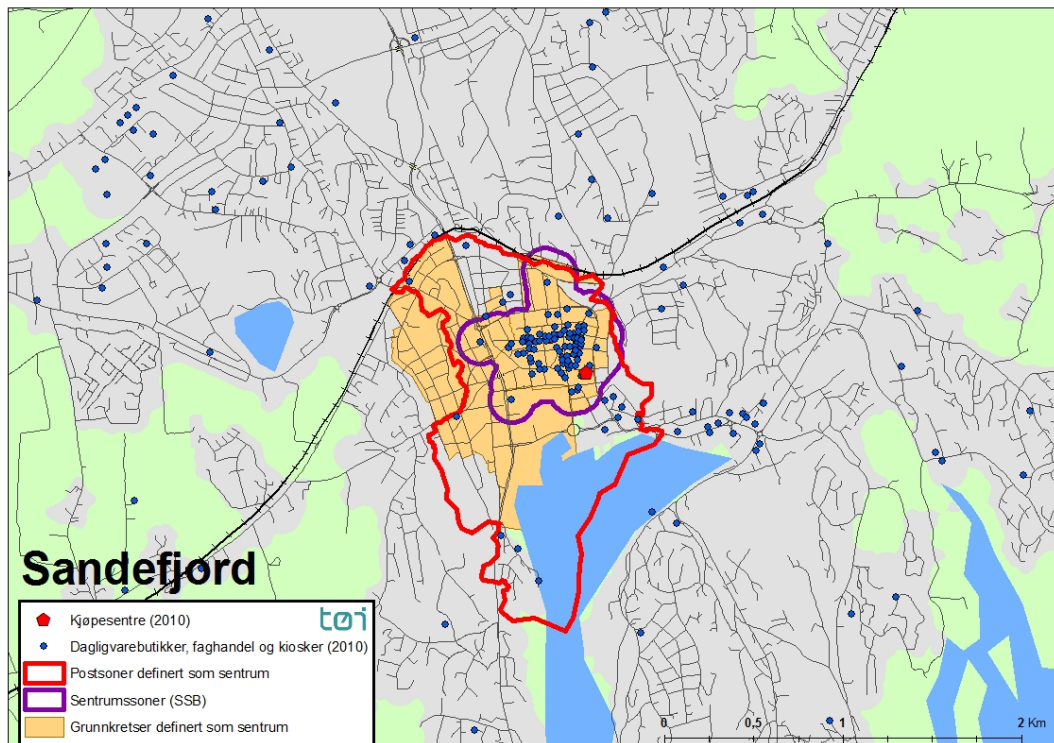 Sandefjord
tøi
Kjøpesentre (2010)
Dagligvarebutikker, faghandel og kiosker (2010)
Postsoner definert som sentrum
Sentrumssoner (SSB)
Grunnkretser definert som sentrum
0 0,5 1 2 Km